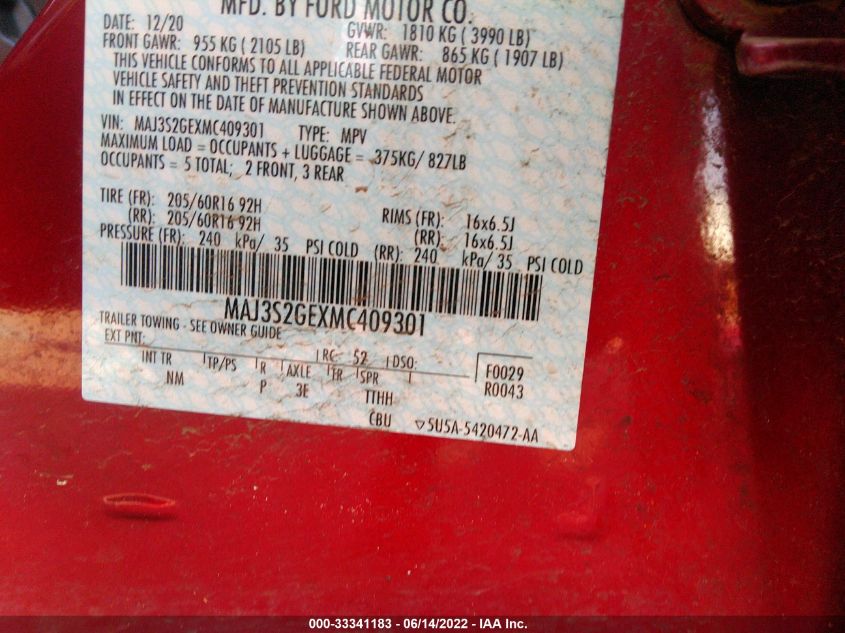 MFD. BY FORD MOTOR CO.
DATE: 12/20 GVWR: 1810 KG ( 3990 LB)
FRONT GAWR: 955 KG ( 2105 LB) REAR GAWR: 865 KG ( 1907 LB)
THIS VEHICLE CONFORMS TO ALL APPLICABLE FEDERAL MOTOR
VEHICLE SAFETY AND THEFT PREVENTION STANDARDS
IN EFFECT ON THE DATE OF MANUFACTURE SHOWN ABOVE.
VIN: MAJ3S2GEXMC409301 TYPE: MPV
MAXIMUM LOAD = OCCUPANTS + LUGGAGE = 375KG/ 827LB
OCCUPANTS = 5 TOTAL; 2 FRONT, 3 REAR
TIRE (FR): 205/60R16 92H RIMS (FR): 16x6.5J
(RR): 205/60R16 92H (RR): 16x6.5J
PRESSURE (FR): 240 kPa/ 35 PSI COLD (RR): 240 kPa/ 35 PSI COLD
MAJ3S2GEXMC409301
TRAILER TOWING - SEE OWNER GUIDE
EXT PNT: RC: 52 DSO: F0029
INT TR TP/PS R AXLE TR SPR R0043
NM P 3E TTHH
CBU ▽5U5A-5420472-AA
000-33341183 - 06/14/2022 - IAA Inc.